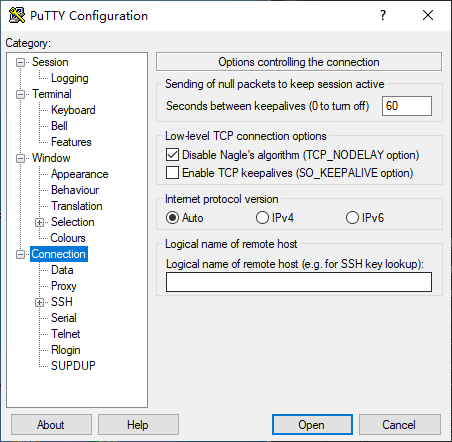 PuTTY Configuration
Category:
Session
Logging
Terminal
Keyboard
Bell
Features
Window
Appearance
Behaviour
Translation
Selection
Colours
Connection
Data
Proxy
SSH
Serial
Telnet
Rlogin
SUPDUP
Options controlling the connection
Sending of null packets to keep session active
Seconds between keepalives (0 to turn off) 60
Low-level TCP connection options
Disable Nagle's algorithm (TCP_NODELAY option)
Enable TCP keepalives (SO_KEEPALIVE option)
Internet protocol version
Auto IPv4 IPv6
Logical name of remote host
Logical name of remote host (e.g. for SSH key lookup):
About Help Open Cancel